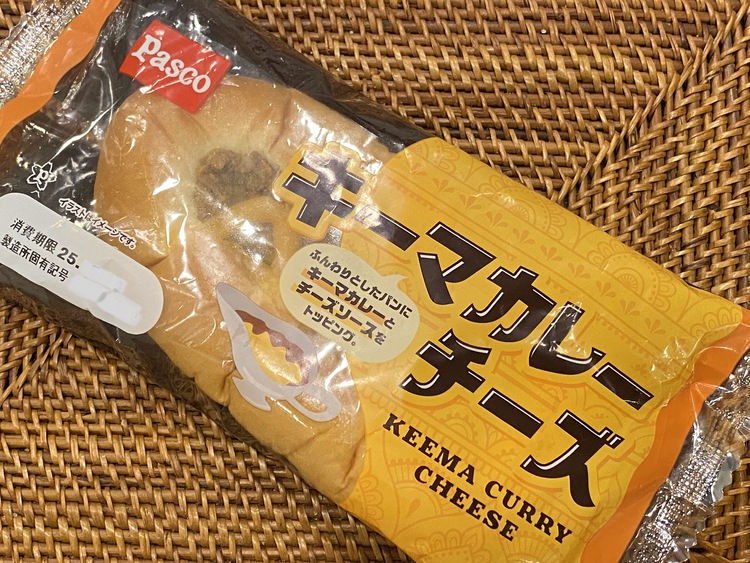 Pasco
キーマカレー
チーズ
KEEMA CURRY
CHEESE
ふんわりとしたパンに
キーマカレーと
チーズソースを
トッピング。
イラストはイメージです。
消費期限 25.
製造所固有記号